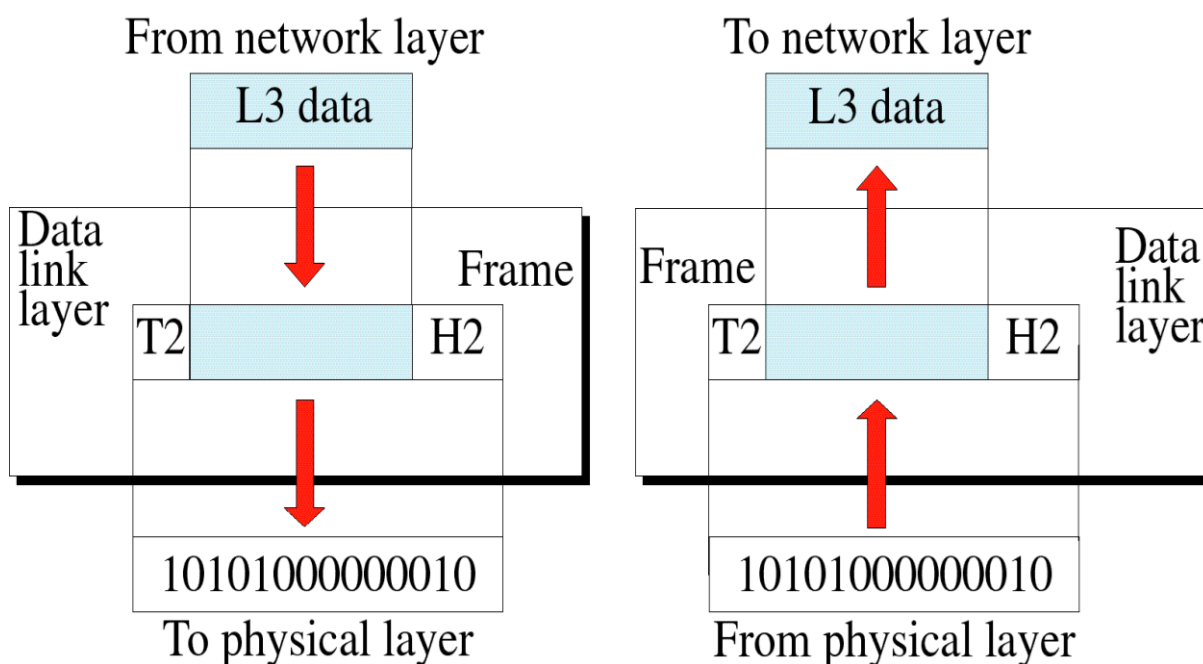 From network layer
L3 data
Data
link
layer
Frame
T2
H2
10101000000010
To physical layer
To network layer
L3 data
Frame
Data
link
layer
T2
H2
10101000000010
From physical layer